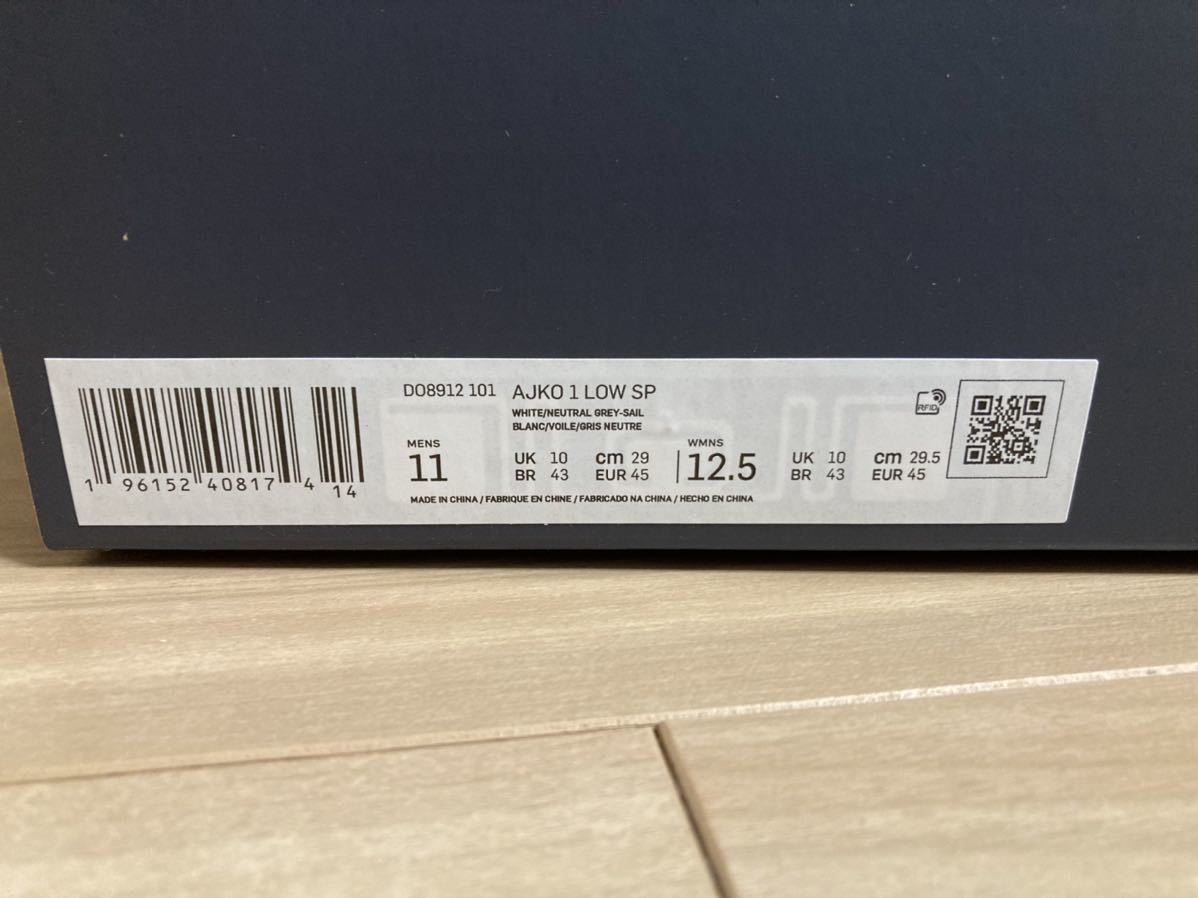 DO8912 101 AJKO 1 LOW SP
WHITE/NEUTRAL GREY-SAIL
BLANC/VOILE/GRIS NEUTRE
RFID
MENS
11
UK 10 cm 29
BR 43 EUR 45
WMNS
12.5
UK 10 cm 29.5
BR 43 EUR 45
MADE IN CHINA / FABRIQUE EN CHINE / FABRICADO NA CHINA / HECHO EN CHINA
1 96152 40817 4 14